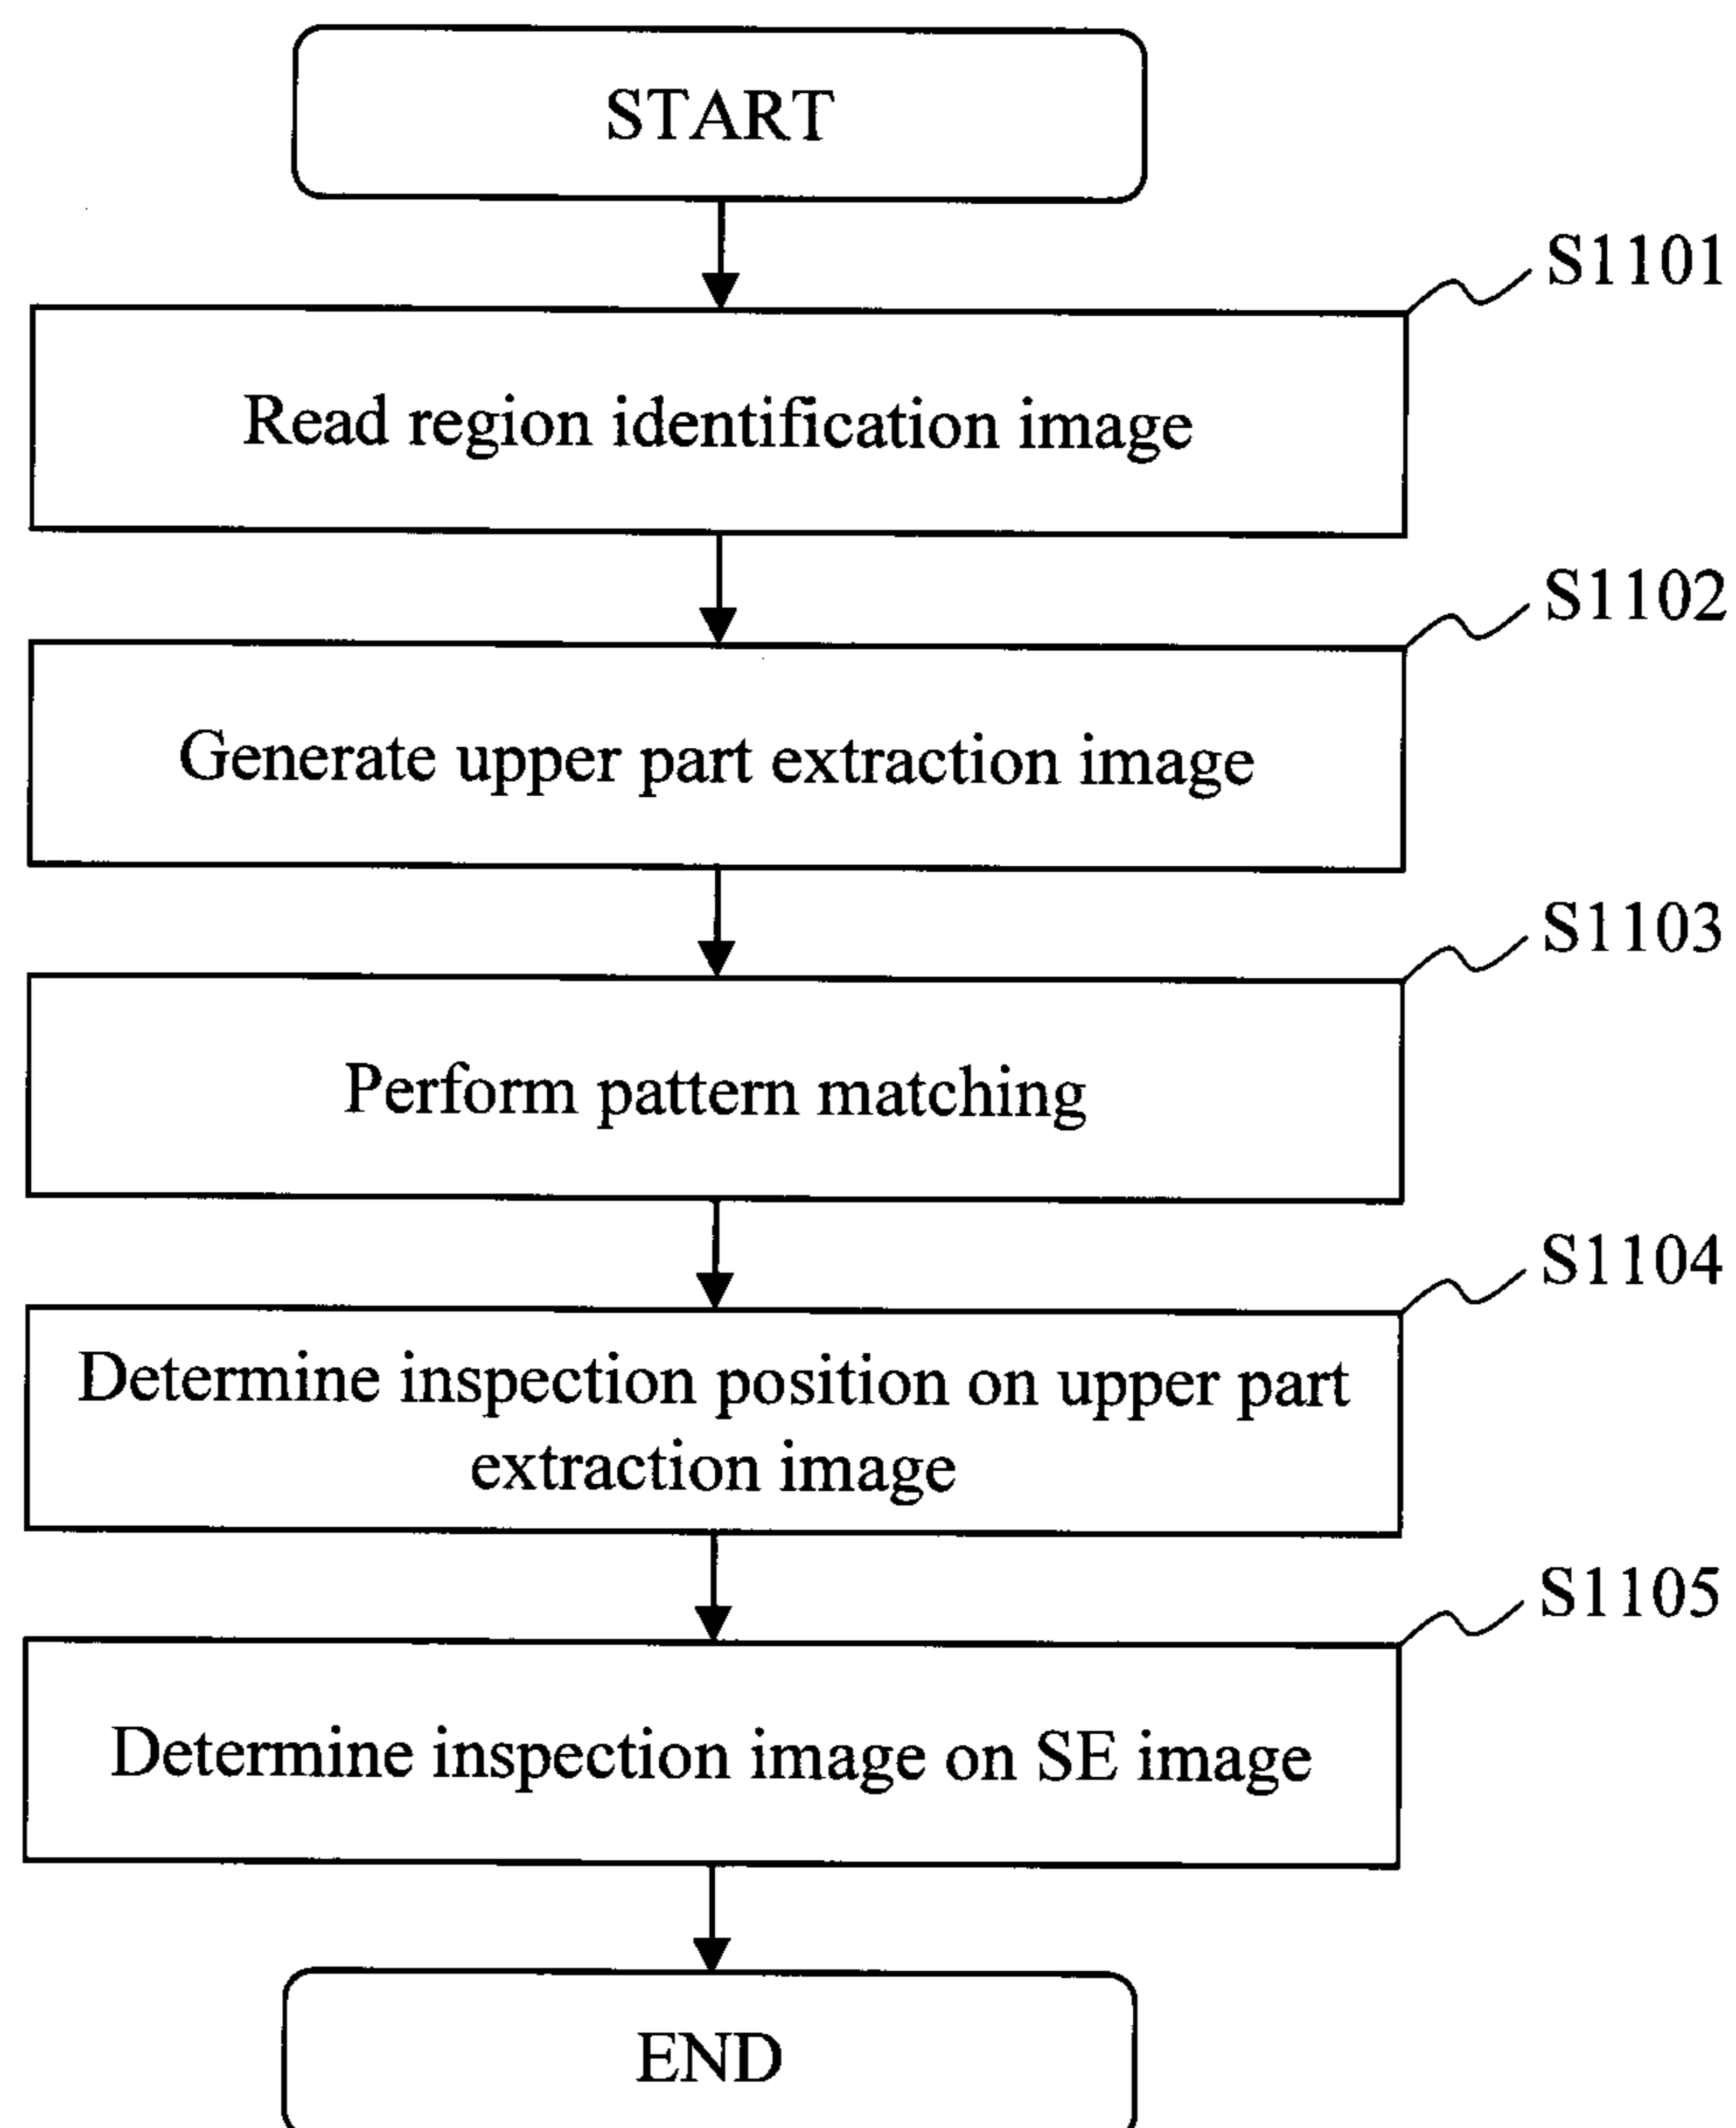 START
S1101
Read region identification image
S1102
Generate upper part extraction image
S1103
Perform pattern matching
S1104
Determine inspection position on upper part
extraction image
S1105
Determine inspection image on SE image
END